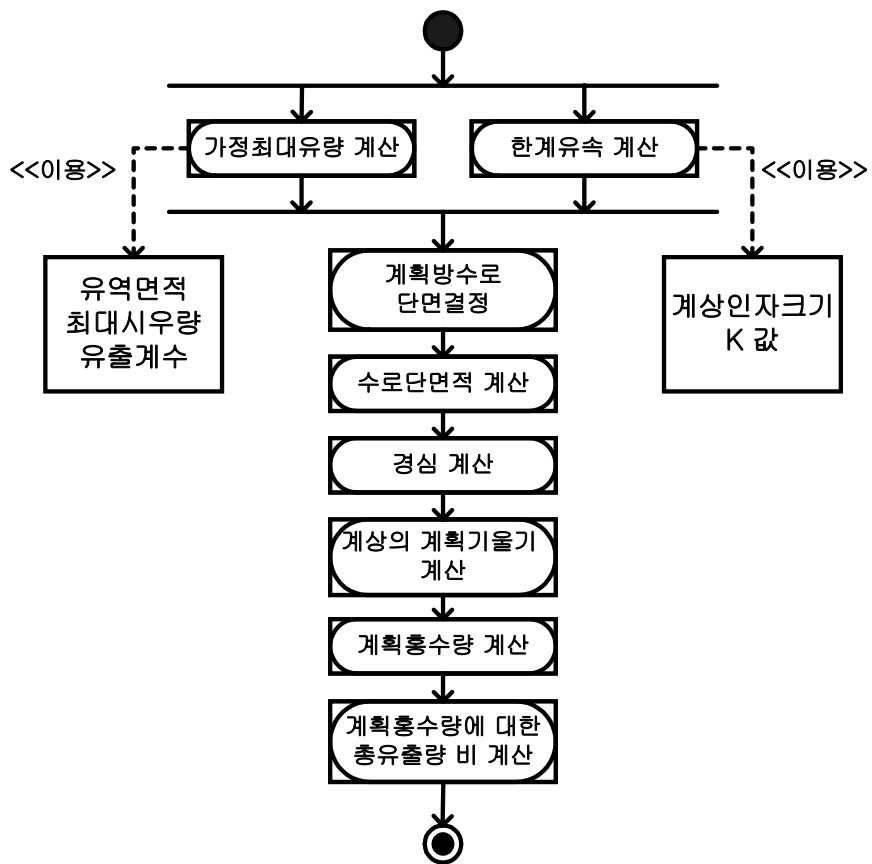 가정최대유량 계산
한계유속 계산
<<이용>>
<<이용>>
유역면적
최대시우량
유출계수
계상인자크기
K 값
계획방수로
단면결정
수로단면적 계산
경심 계산
계상의 계획기울기
계산
계획홍수량 계산
계획홍수량에 대한
총유출량 비 계산